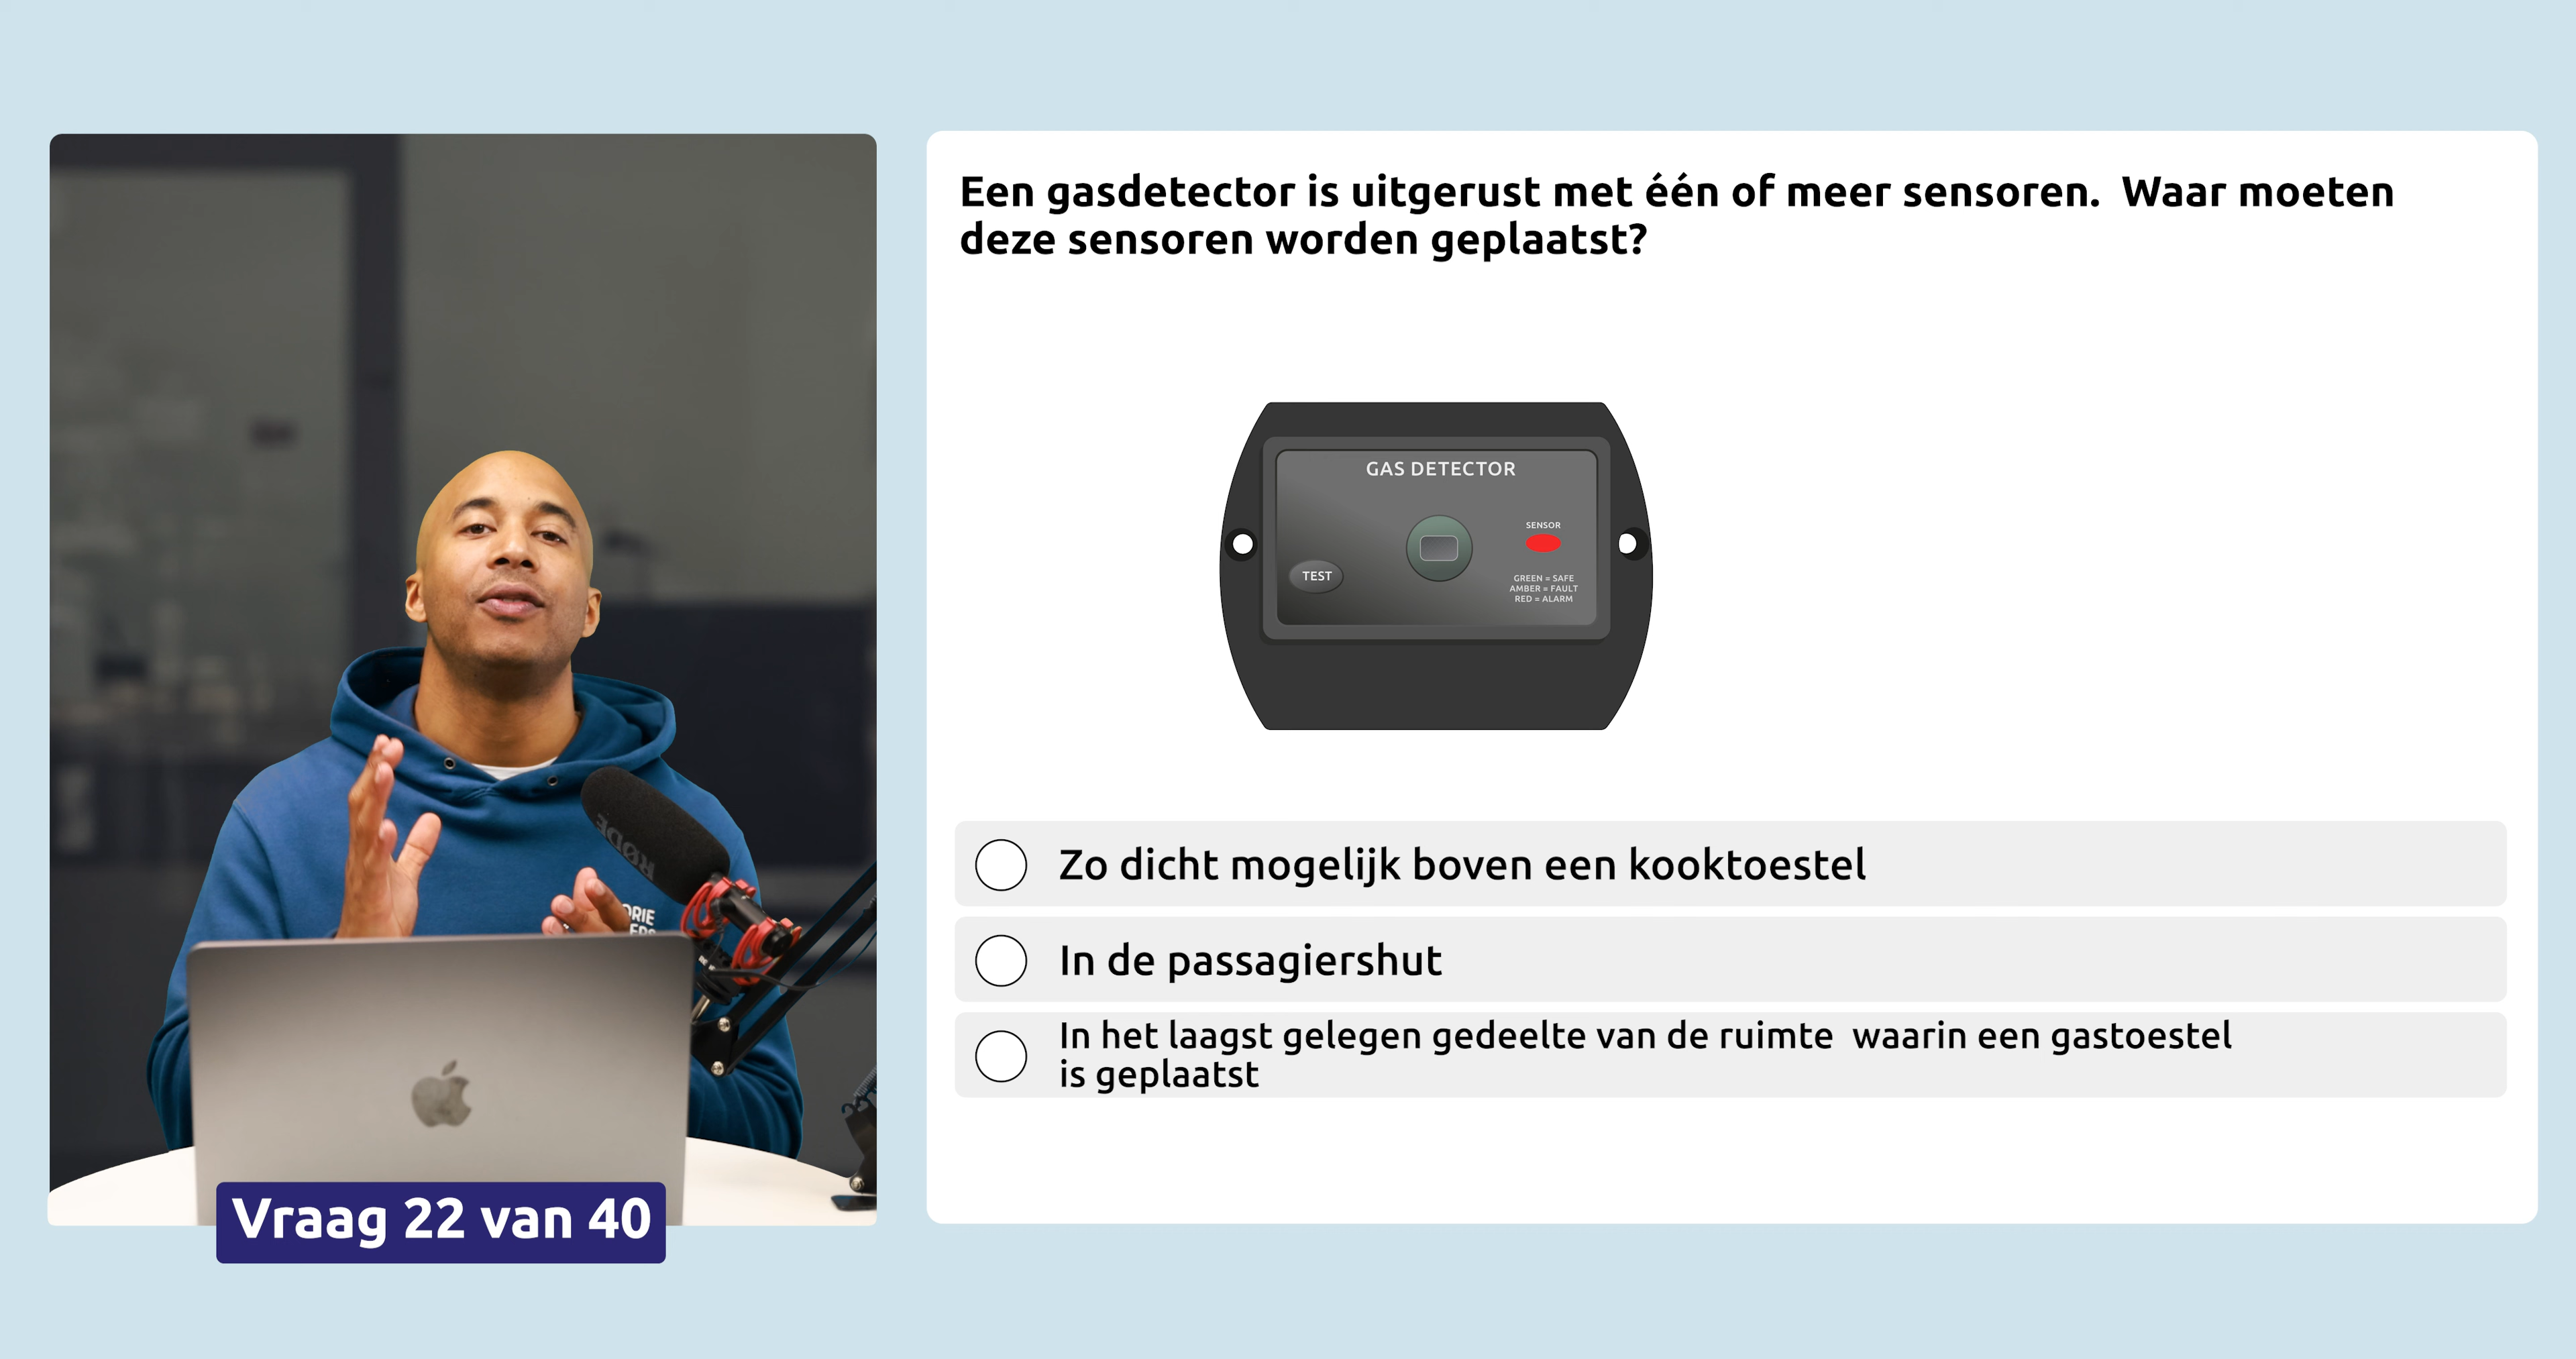 Een gasdetector is uitgerust met één of meer sensoren.  Waar moeten
deze sensoren worden geplaatst?
GAS DETECTOR
SENSOR
TEST
GREEN = SAFE
AMBER = FAULT
RED = ALARM
Zo dicht mogelijk boven een kooktoestel
In de passagiershut
In het laagst gelegen gedeelte van de ruimte  waarin een gastoestel
is geplaatst
RØDE
Vraag 22 van 40